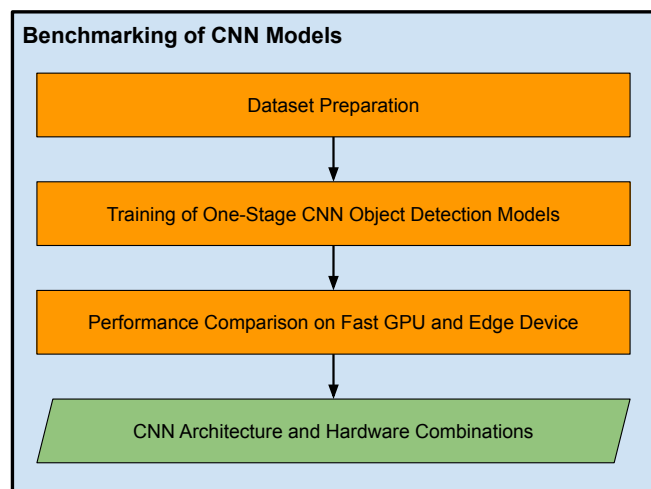 Benchmarking of CNN Models
Dataset Preparation
Training of One-Stage CNN Object Detection Models
Performance Comparison on Fast GPU and Edge Device
CNN Architecture and Hardware Combinations